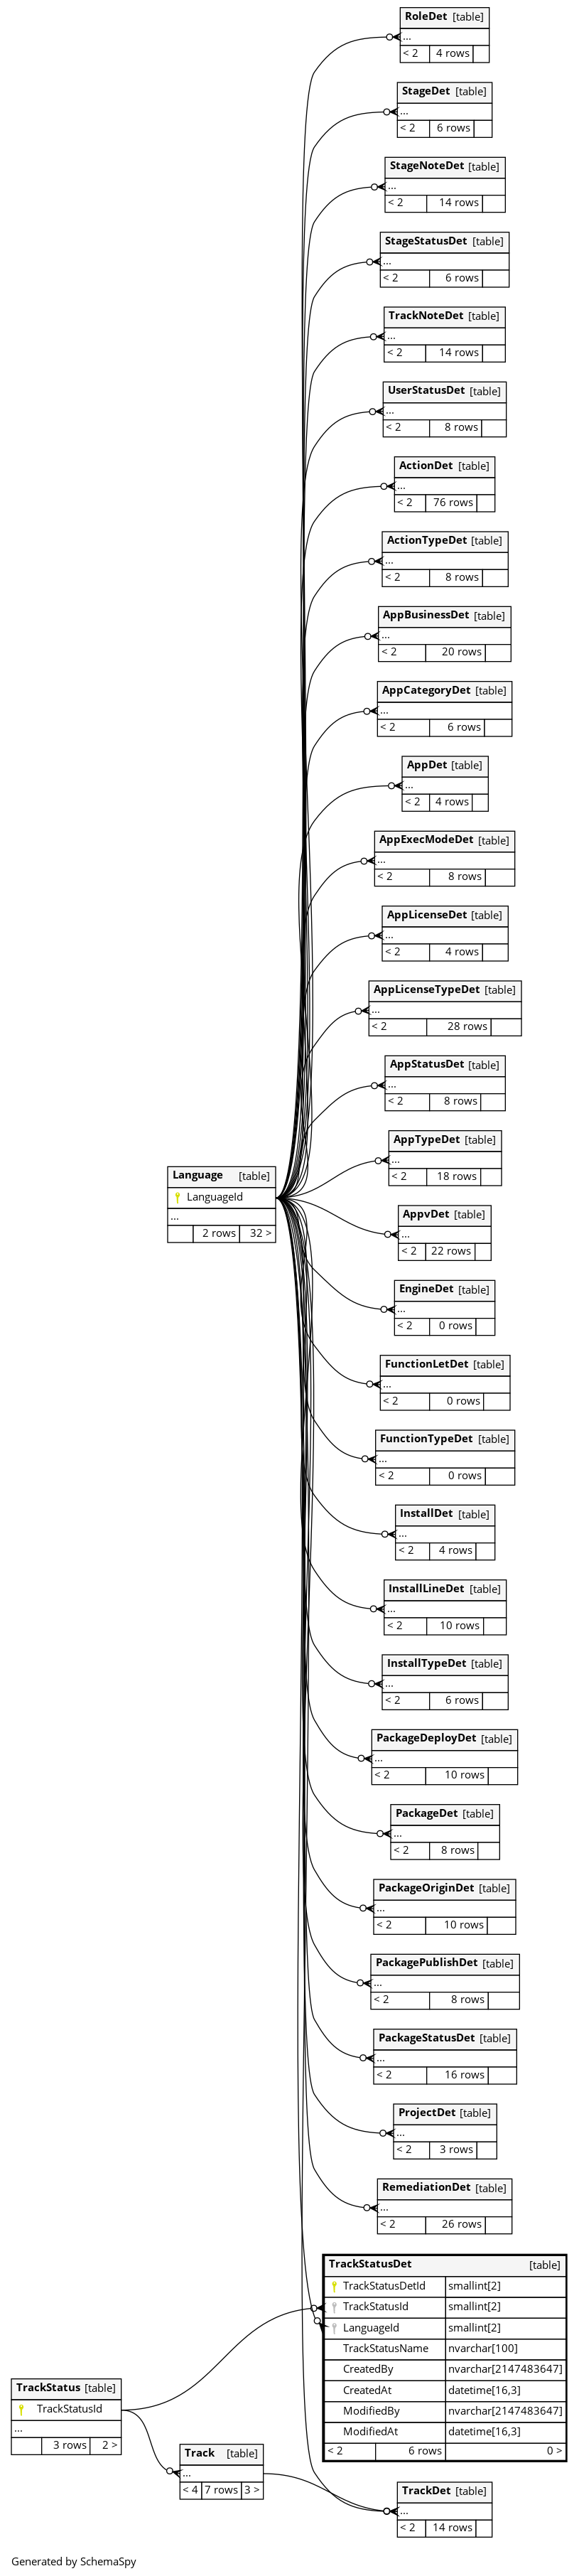 RoleDet [table]
...
< 2 4 rows
StageDet [table]
...
< 2 6 rows
StageNoteDet [table]
...
< 2 14 rows
StageStatusDet [table]
...
< 2 6 rows
TrackNoteDet [table]
...
< 2 14 rows
UserStatusDet [table]
...
< 2 8 rows
ActionDet [table]
...
< 2 76 rows
ActionTypeDet [table]
...
< 2 8 rows
AppBusinessDet [table]
...
< 2 20 rows
AppCategoryDet [table]
...
< 2 6 rows
AppDet [table]
...
< 2 4 rows
AppExecModeDet [table]
...
< 2 8 rows
AppLicenseDet [table]
...
< 2 4 rows
AppLicenseTypeDet [table]
...
< 2 28 rows
AppStatusDet [table]
...
< 2 8 rows
AppTypeDet [table]
...
< 2 18 rows
Language [table]
LanguageId
...
2 rows 32 >
AppvDet [table]
...
< 2 22 rows
EngineDet [table]
...
< 2 0 rows
FunctionLetDet [table]
...
< 2 0 rows
FunctionTypeDet [table]
...
< 2 0 rows
InstallDet [table]
...
< 2 4 rows
InstallLineDet [table]
...
< 2 10 rows
InstallTypeDet [table]
...
< 2 6 rows
PackageDeployDet [table]
...
< 2 10 rows
PackageDet [table]
...
< 2 8 rows
PackageOriginDet [table]
...
< 2 10 rows
PackagePublishDet [table]
...
< 2 8 rows
PackageStatusDet [table]
...
< 2 16 rows
ProjectDet [table]
...
< 2 3 rows
RemediationDet [table]
...
< 2 26 rows
TrackStatusDet [table]
TrackStatusDetId smallint[2]
TrackStatusId smallint[2]
LanguageId smallint[2]
TrackStatusName nvarchar[100]
CreatedBy nvarchar[2147483647]
CreatedAt datetime[16,3]
ModifiedBy nvarchar[2147483647]
ModifiedAt datetime[16,3]
< 2 6 rows 0 >
TrackStatus [table]
TrackStatusId
...
3 rows 2 >
Track [table]
...
< 4 7 rows 3 >
TrackDet [table]
...
< 2 14 rows
Generated by SchemaSpy